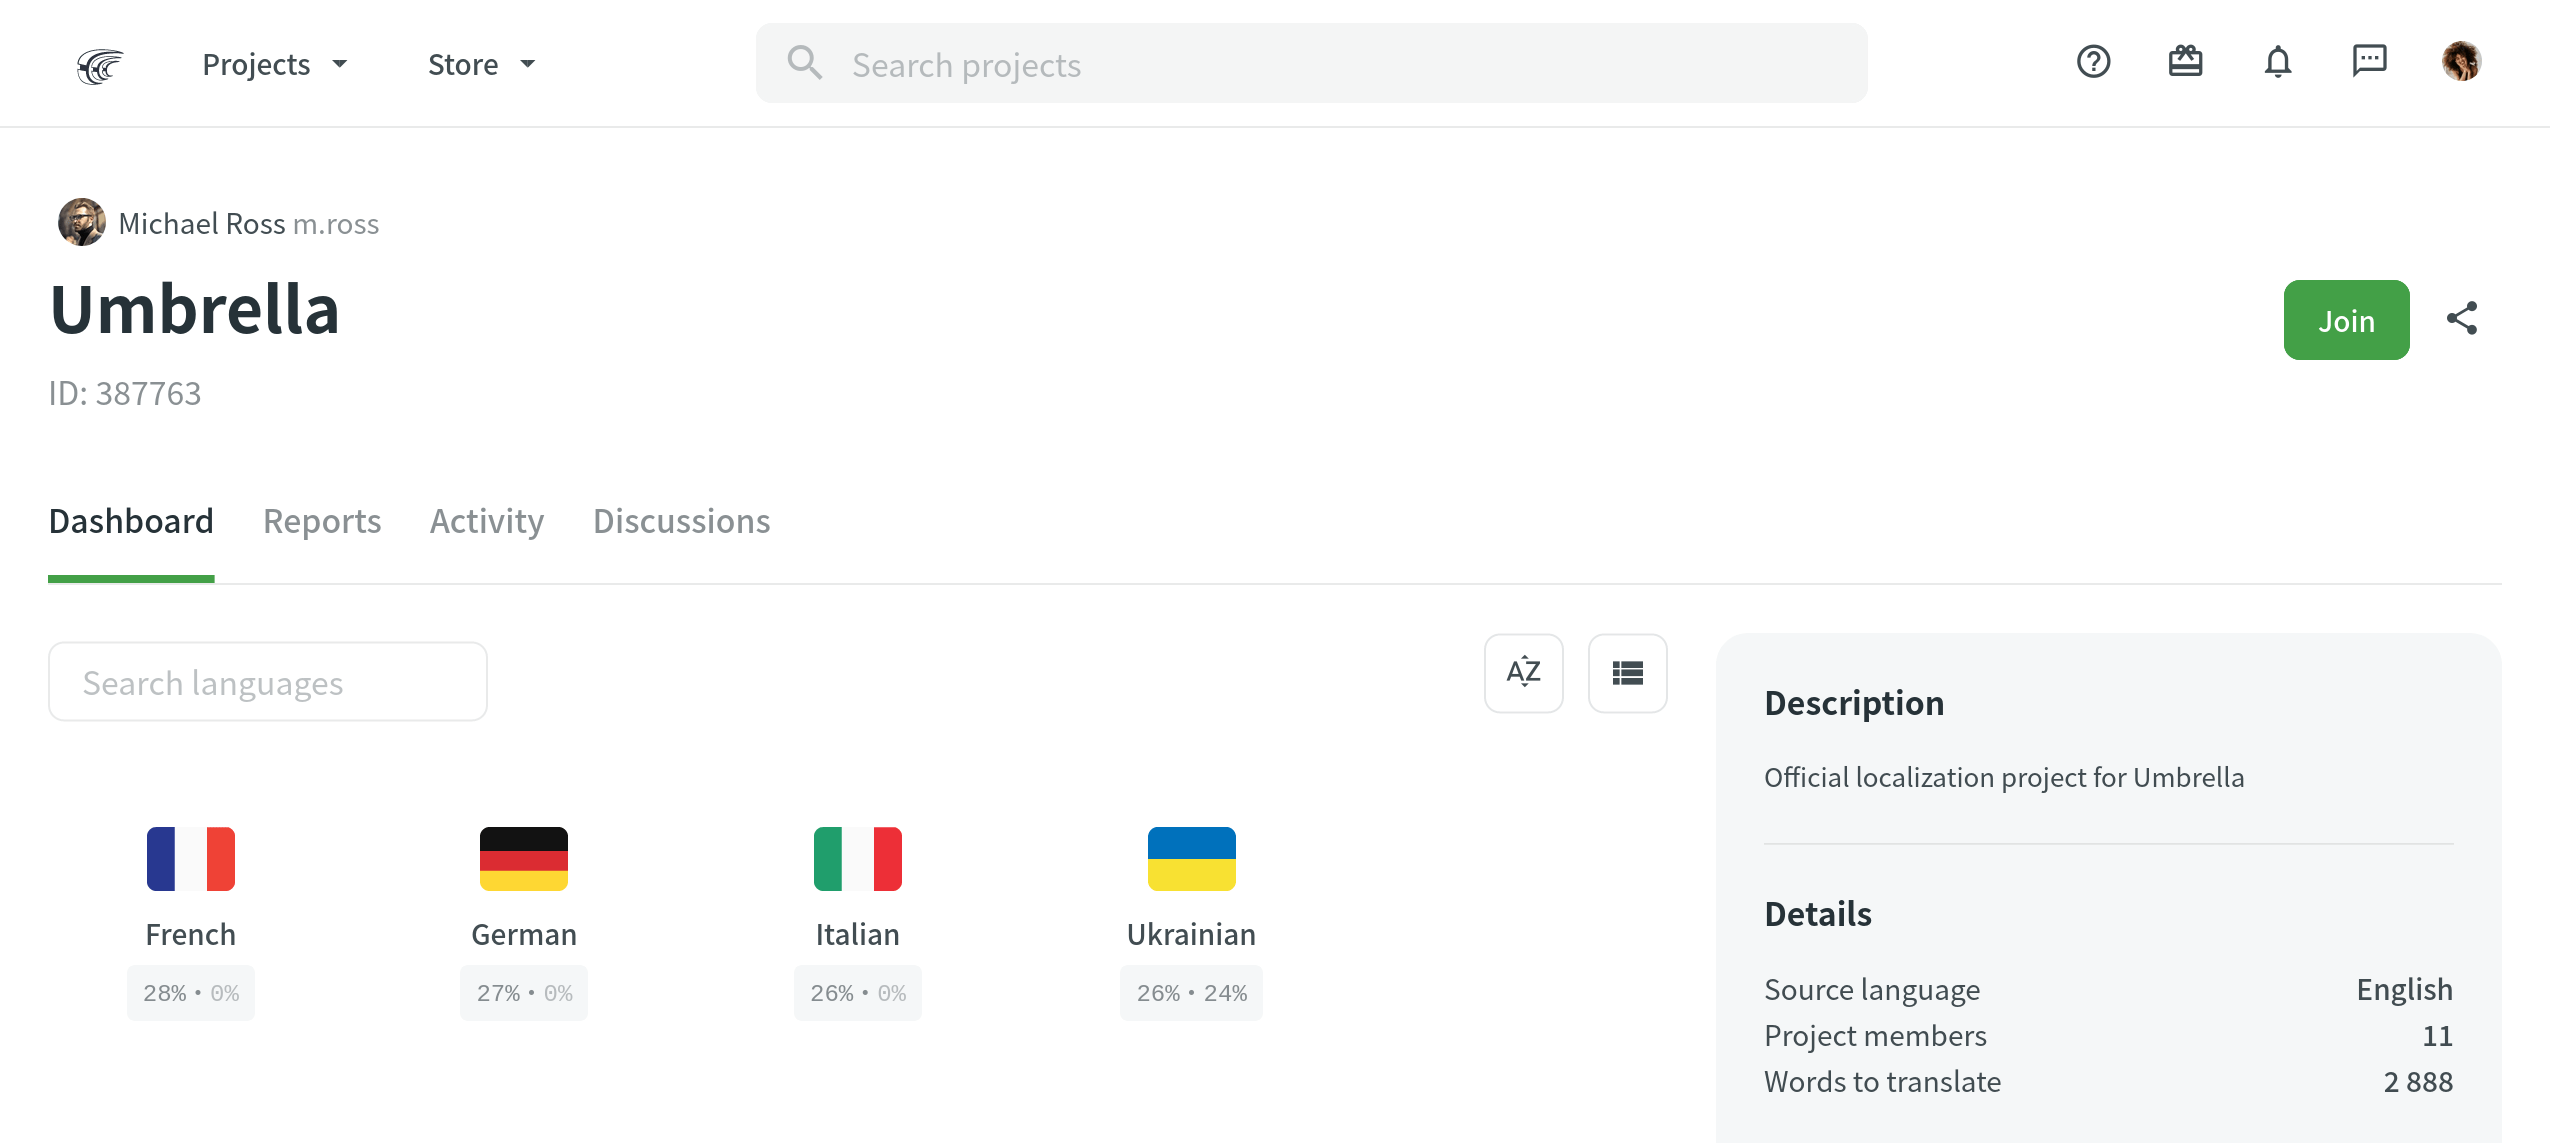 Projects Store Search projects
Michael Ross m.ross
Umbrella
Join
ID: 387763
Dashboard Reports Activity Discussions
Search languages
AZ
French German Italian Ukrainian
28% • 0% 27% • 0% 26% • 0% 26% • 24%
Description
Official localization project for Umbrella
Details
Source language English
Project members 11
Words to translate 2 888